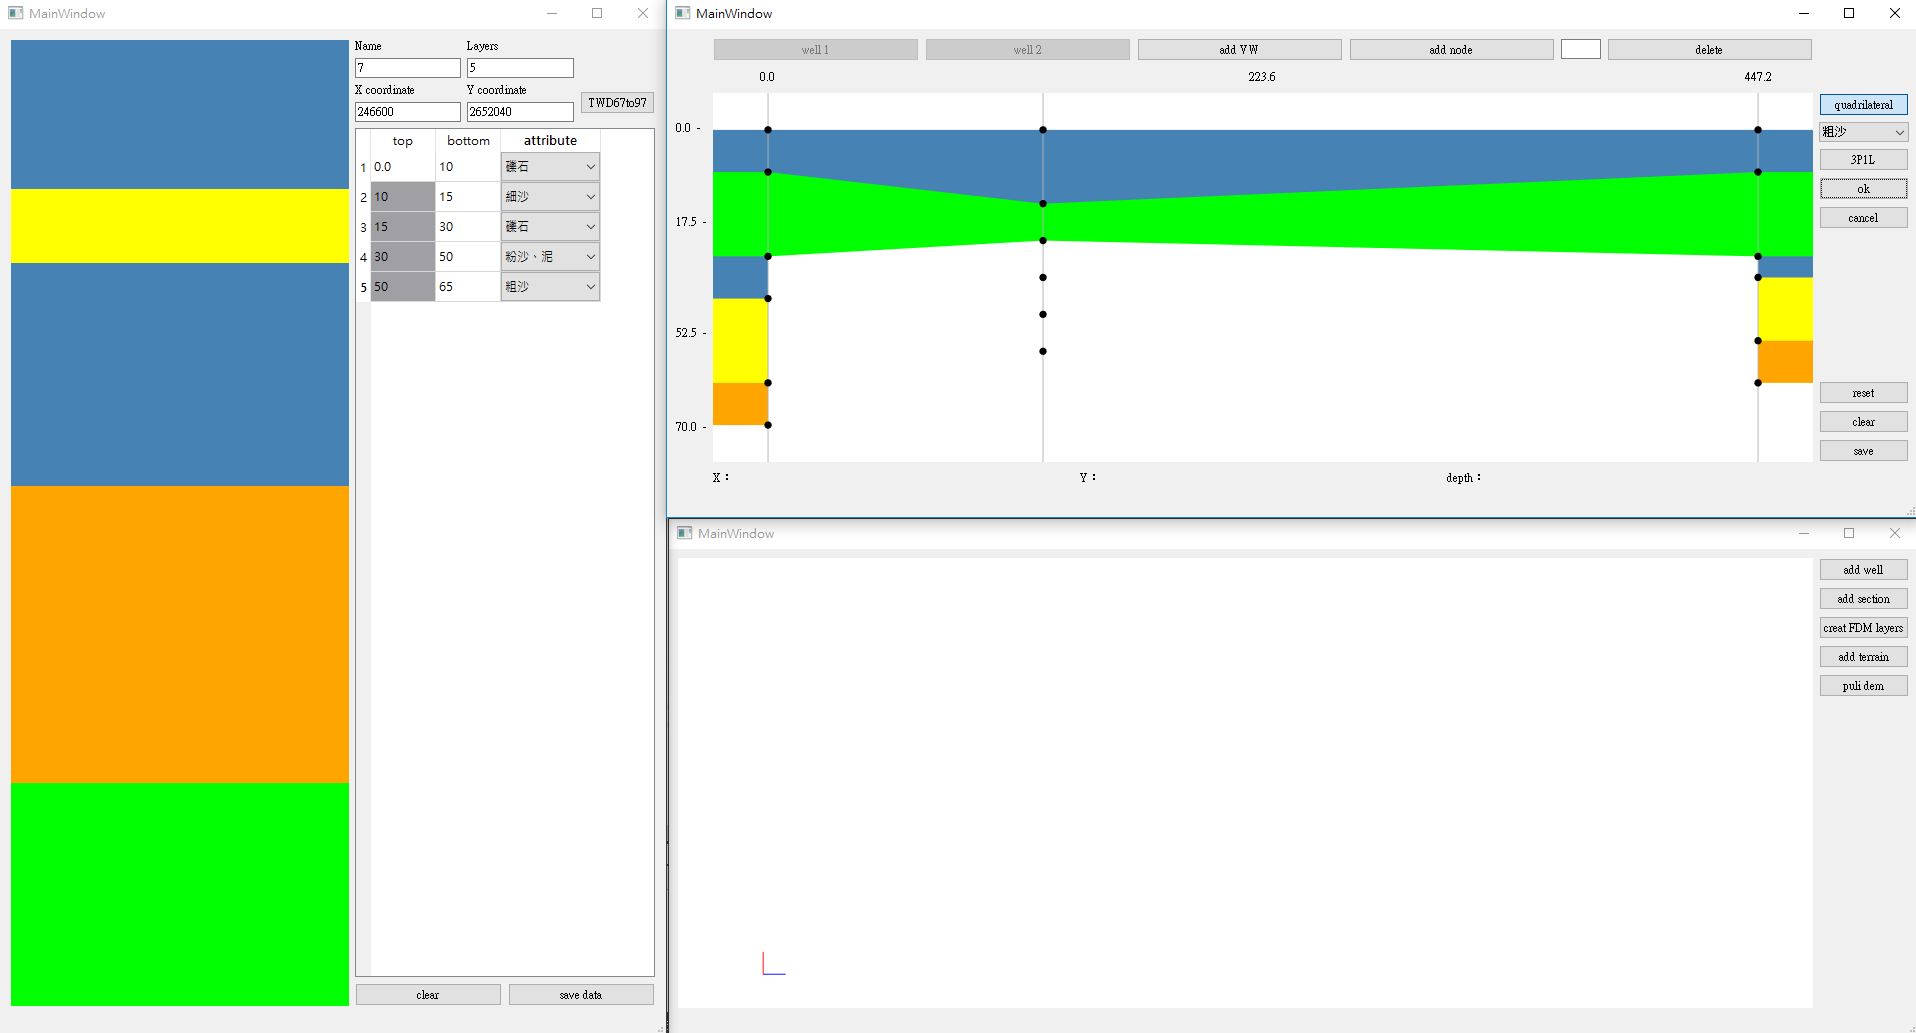 MainWindow
Name
Layers
7
5
X coordinate
Y coordinate
246600
2652040
TWD67to97
top bottom attribute
1 0.0 10 礫石
2 10 15 細沙
3 15 30 礫石
4 30 50 粉沙、泥
5 50 65 粗沙
clear
save data
MainWindow
well 1
well 2
add VW
add node
delete
0.0 223.6 447.2
0.0 -
17.5 -
52.5 -
70.0 -
X :
Y :
depth :
quadrilateral
粗沙
3P1L
ok
cancel
reset
clear
save
MainWindow
add well
add section
creat FDM layers
add terrain
puli dem